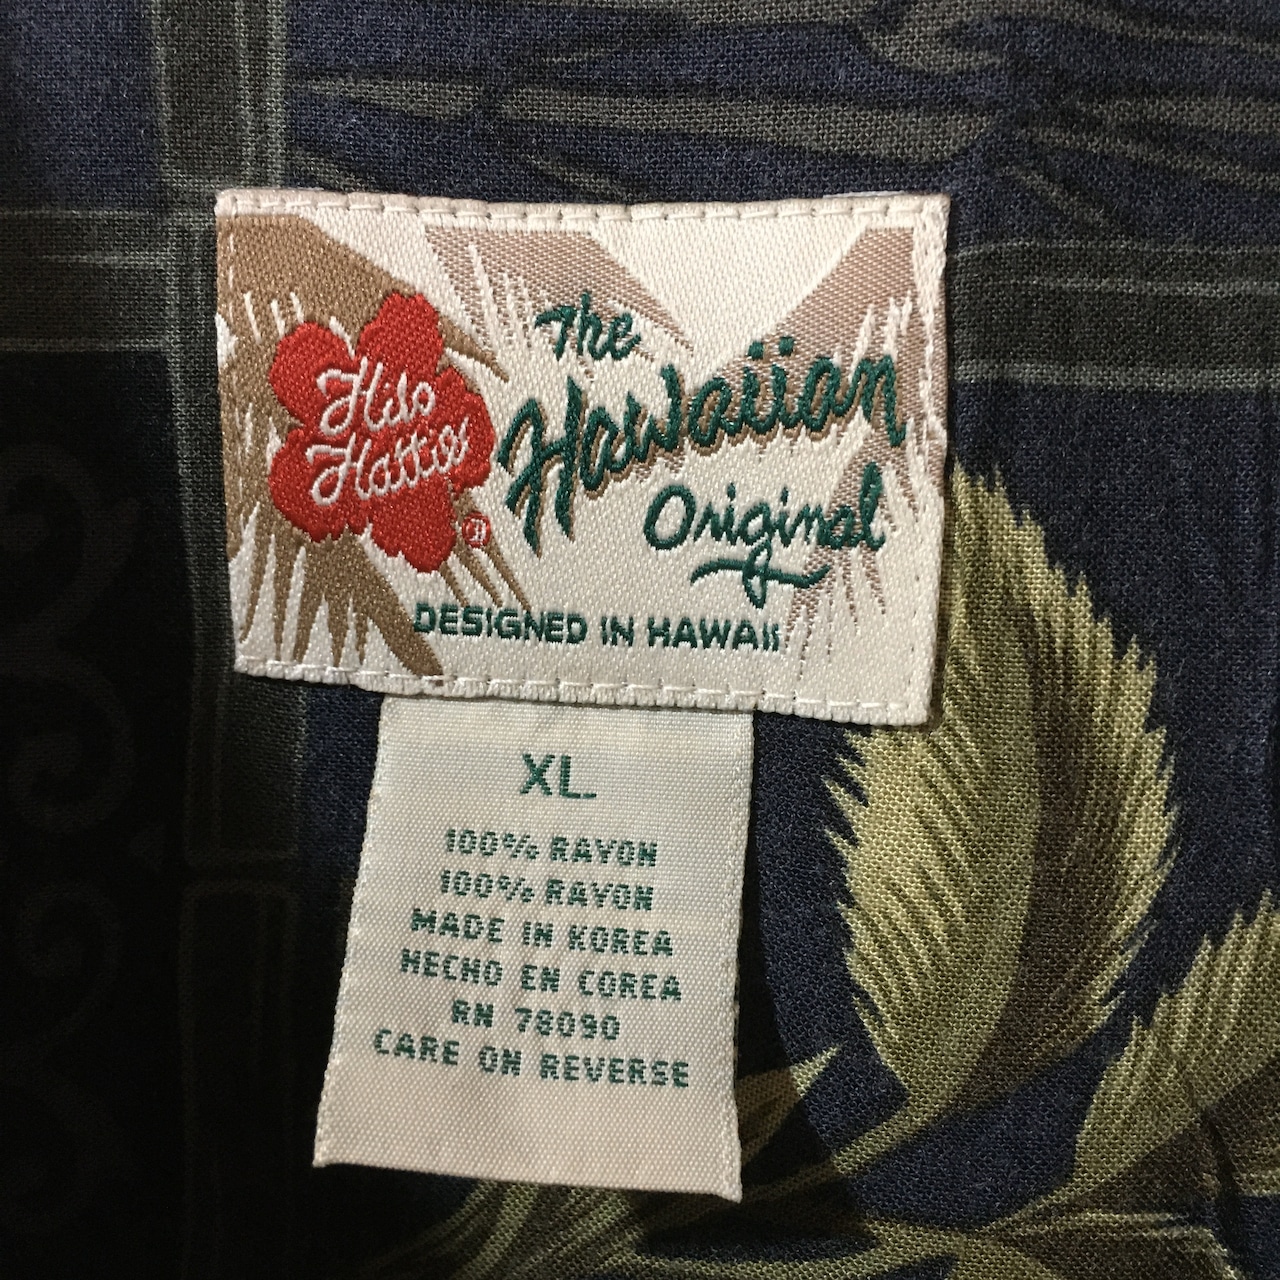 Hilo
Hattie
®
The
Hawaiian
Original
DESIGNED IN HAWAII
XL
100% RAYON
100% RAYON
MADE IN KOREA
HECHO EN COREA
RN 78090
CARE ON REVERSE